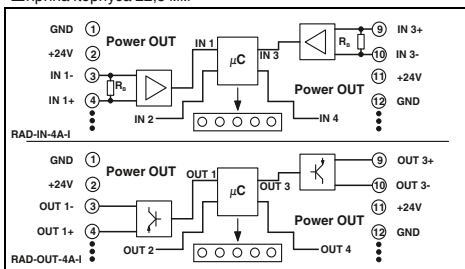 Ширина корпуса 22,5 мм
GND 1 Power OUT 9 IN 3+
+24V 2 IN 1 µC IN 3 RB 10 IN 3-
IN 1- 3 RB 11 +24V
IN 1+ 4 Power OUT 12 GND
IN 2 IN 4
RAD-IN-4A-I
GND 1 Power OUT 9 OUT 3+
+24V 2 OUT 1 µC OUT 3 10 OUT 3-
OUT 1- 3 Power OUT 11 +24V
OUT 1+ 4 12 GND
OUT 2 OUT 4
RAD-OUT-4A-I